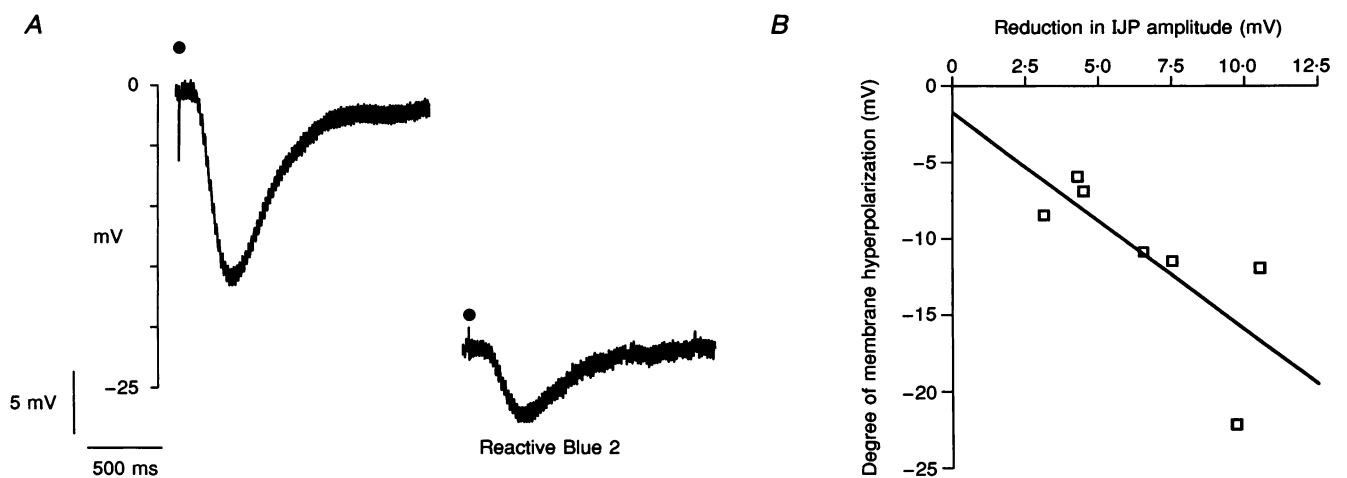 A
0
mV
−25
5 mV
500 ms
Reactive Blue 2
B
Reduction in IJP amplitude (mV)
0 2·5 5·0 7·5 10·0 12·5
Degree of membrane hyperpolarization (mV)
0
−5
−10
−15
−20
−25